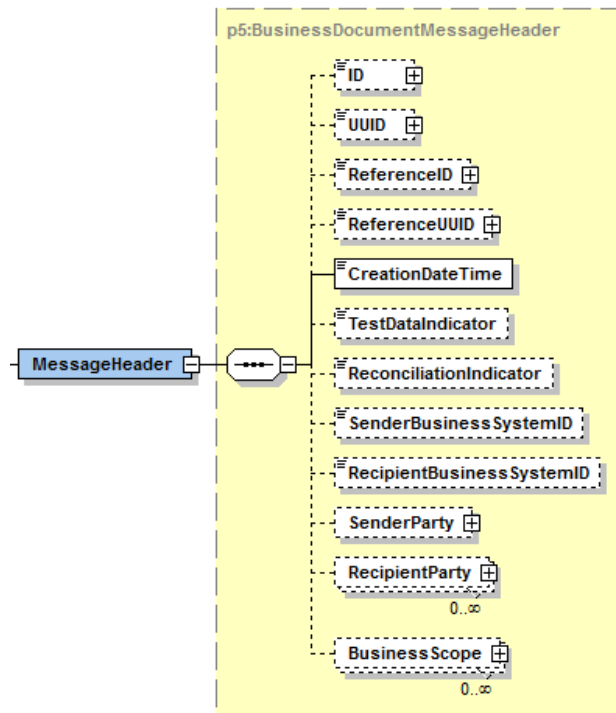 p5:BusinessDocumentMessageHeader
ID
UUID
ReferenceID
ReferenceUUID
CreationDateTime
TestDataIndicator
MessageHeader
ReconciliationIndicator
SenderBusinessSystemID
RecipientBusinessSystemID
SenderParty
RecipientParty
0..∞
BusinessScope
0..∞